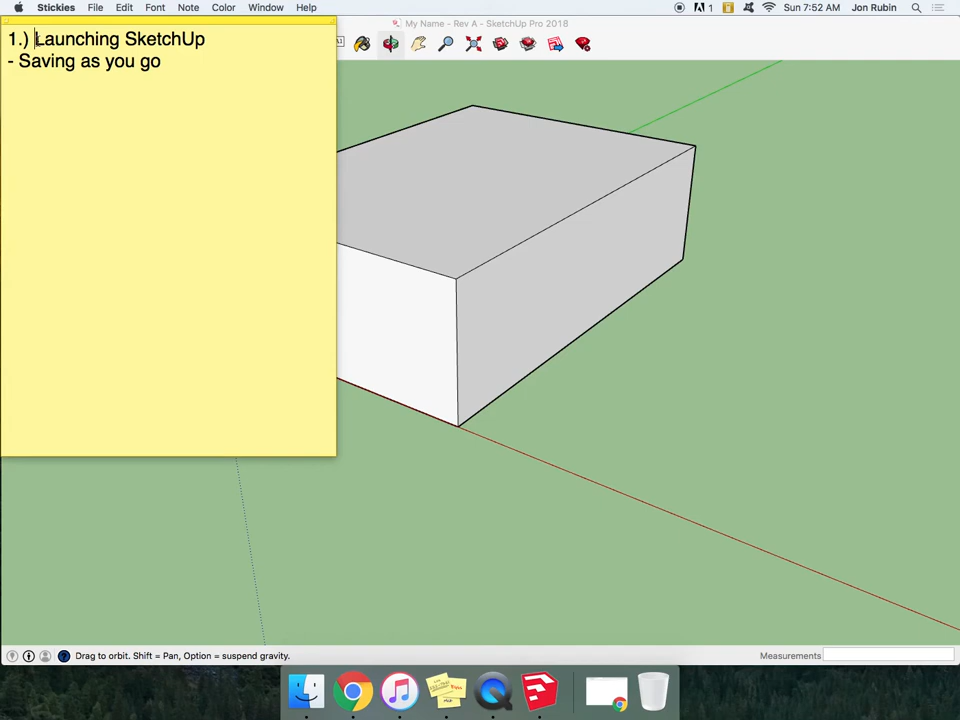 Stickies File Edit Font Note Color Window Help 1 Sun 7:52 AM Jon Rubin
My Name - Rev A - SketchUp Pro 2018
1.) Launching SketchUp
- Saving as you go
Drag to orbit. Shift = Pan, Option = suspend gravity. Measurements